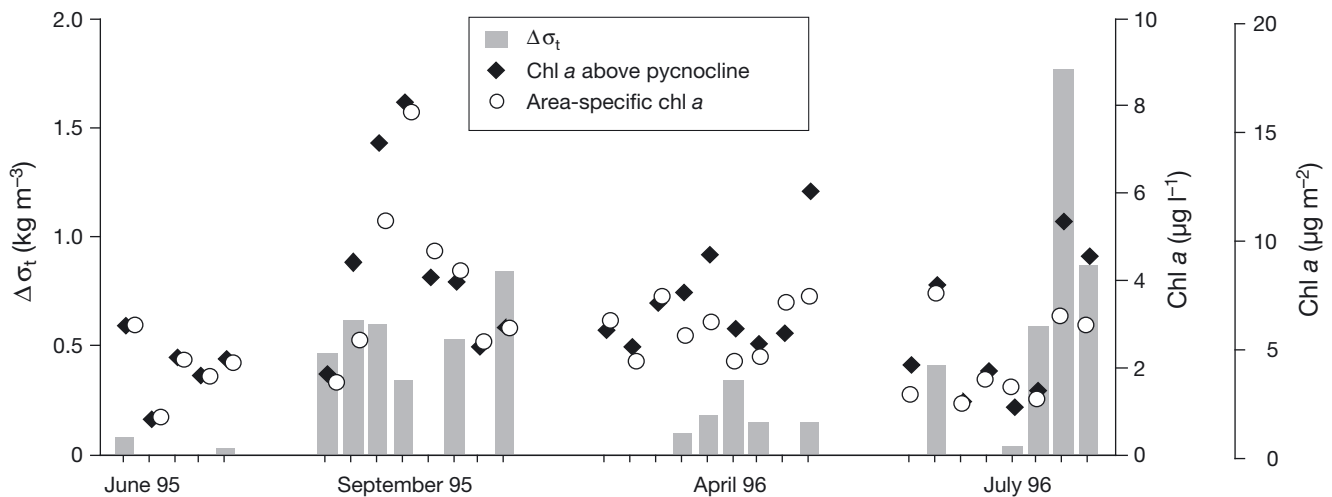 2.0
1.5
1.0
0.5
0
Δσt (kg m–3)
Δσt
Chl a above pycnocline
Area-specific chl a
10
8
6
4
2
0
Chl a (µg l–1)
20
15
10
5
0
Chl a (µg m–2)
June 95
September 95
April 96
July 96